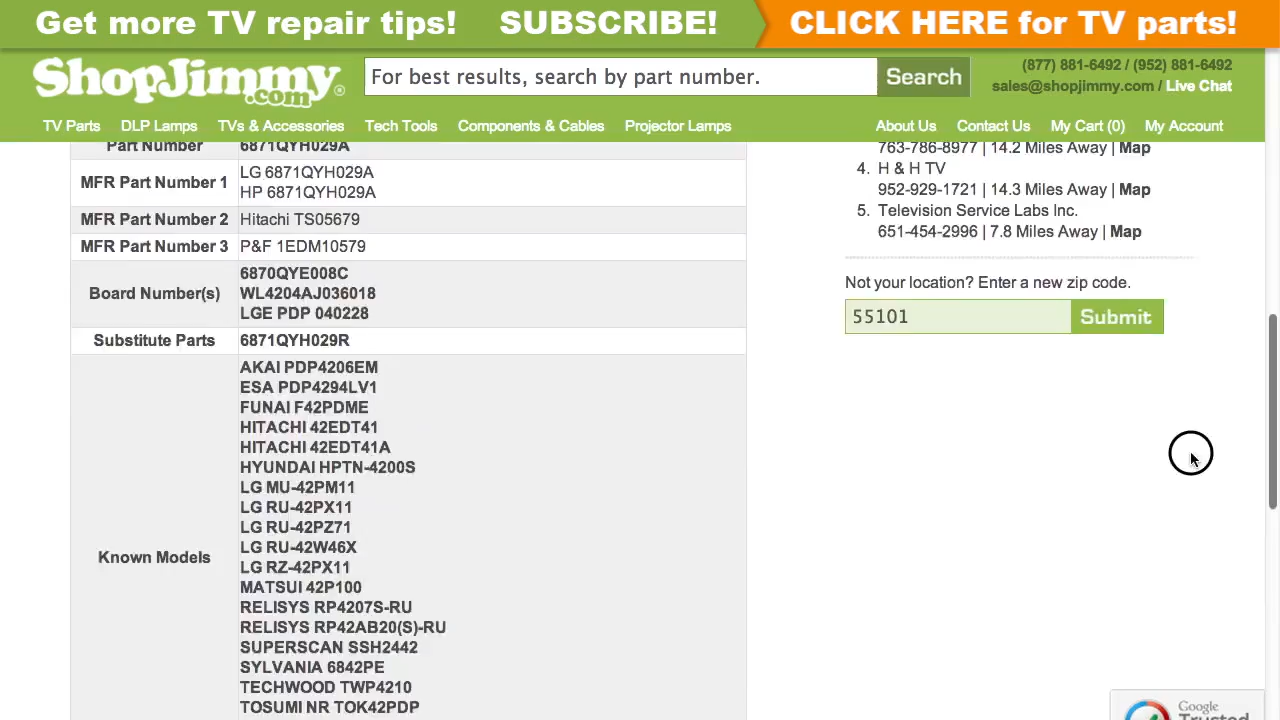 Get more TV repair tips! SUBSCRIBE! CLICK HERE for TV parts!
ShopJimmy.com®
For best results, search by part number. Search
(877) 881-6492 / (952) 881-6492
sales@shopjimmy.com / Live Chat
TV Parts DLP Lamps TVs & Accessories Tech Tools Components & Cables Projector Lamps About Us Contact Us My Cart (0) My Account
Part Number 6871QYH029A
MFR Part Number 1 LG 6871QYH029A
HP 6871QYH029A
MFR Part Number 2 Hitachi TS05679
MFR Part Number 3 P&F 1EDM10579
Board Number(s) 6870QYE008C
WL4204AJ036018
LGE PDP 040228
Substitute Parts 6871QYH029R
Known Models
AKAI PDP4206EM
ESA PDP4294LV1
FUNAI F42PDME
HITACHI 42EDT41
HITACHI 42EDT41A
HYUNDAI HPTN-4200S
LG MU-42PM11
LG RU-42PX11
LG RU-42PZ71
LG RU-42W46X
LG RZ-42PX11
MATSUI 42P100
RELISYS RP4207S-RU
RELISYS RP42AB20(S)-RU
SUPERSCAN SSH2442
SYLVANIA 6842PE
TECHWOOD TWP4210
TOSUMI NR TOK42PDP
763-786-8977 | 14.2 Miles Away | Map
4. H & H TV
952-929-1721 | 14.3 Miles Away | Map
5. Television Service Labs Inc.
651-454-2996 | 7.8 Miles Away | Map
Not your location? Enter a new zip code.
55101 Submit
Google
Trusted